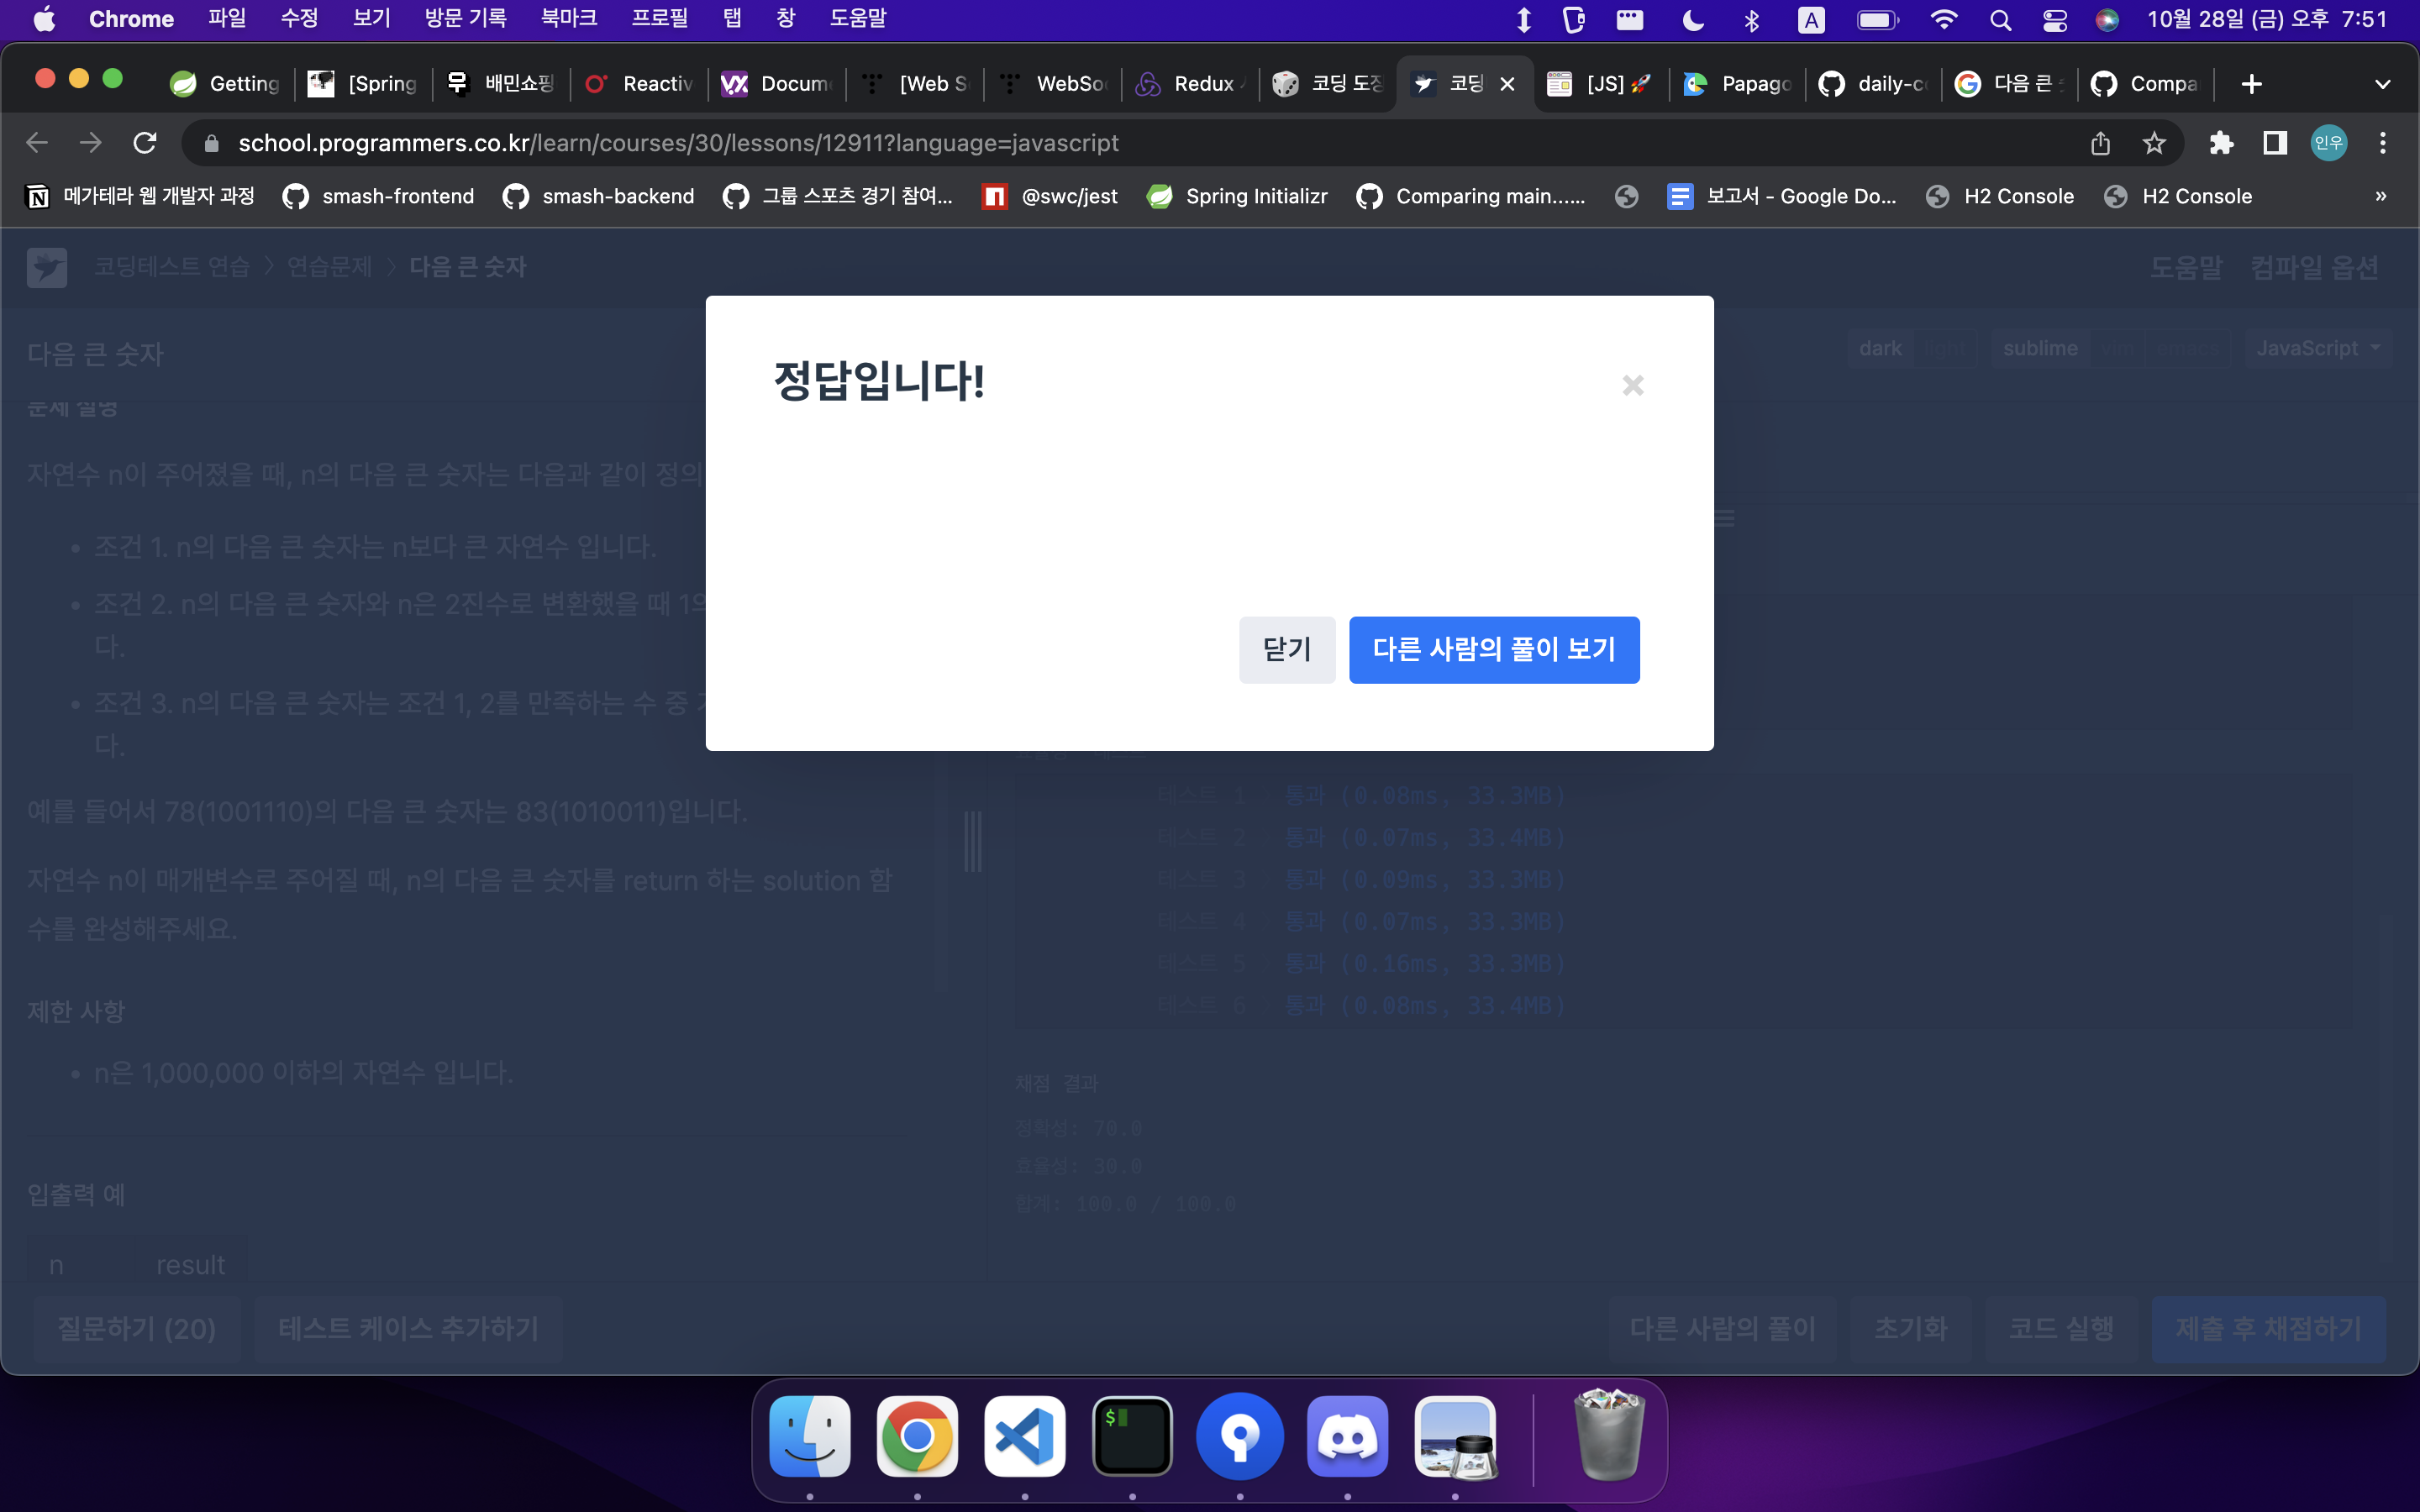 Chrome 파일 수정 보기 방문 기록 북마크 프로필 탭 창 도움말 A 10월 28일 (금) 오후 7:51
Getting [Spring 배민쇼핑 Reactiv Docum [Web S WebSoc Redux 코딩 도장 코딩 [JS] 🚀 Papago daily-c 다음 큰 Compa
school.programmers.co.kr/learn/courses/30/lessons/12911?language=javascript 인우
메가테라 웹 개발자 과정 smash-frontend smash-backend 그룹 스포츠 경기 참여... @swc/jest Spring Initializr Comparing main...... 보고서 - Google Do... H2 Console H2 Console »
코딩테스트 연습 > 연습문제 > 다음 큰 숫자 도움말 컴파일 옵션
다음 큰 숫자 dark light sublime vim emacs JavaScript
정답입니다!
닫기 다른 사람의 풀이 보기
문제 설명
자연수 n이 주어졌을 때, n의 다음 큰 숫자는 다음과 같이 정의
• 조건 1. n의 다음 큰 숫자는 n보다 큰 자연수 입니다.
• 조건 2. n의 다음 큰 숫자와 n은 2진수로 변환했을 때 1의
다.
• 조건 3. n의 다음 큰 숫자는 조건 1, 2를 만족하는 수 중
다.
예를 들어서 78(1001110)의 다음 큰 숫자는 83(1010011)입니다.
자연수 n이 매개변수로 주어질 때, n의 다음 큰 숫자를 return 하는 solution 함
수를 완성해주세요.
제한 사항
• n은 1,000,000 이하의 자연수 입니다.
입출력 예
n result
테스트 1 통과 (0.08ms, 33.3MB)
테스트 2 통과 (0.07ms, 33.4MB)
테스트 3 통과 (0.09ms, 33.3MB)
테스트 4 통과 (0.07ms, 33.3MB)
테스트 5 통과 (0.16ms, 33.3MB)
테스트 6 통과 (0.08ms, 33.4MB)
채점 결과
정확성: 70.0
효율성: 30.0
합계: 100.0 / 100.0
질문하기 (20) 테스트 케이스 추가하기 다른 사람의 풀이 초기화 코드 실행 제출 후 채점하기
$